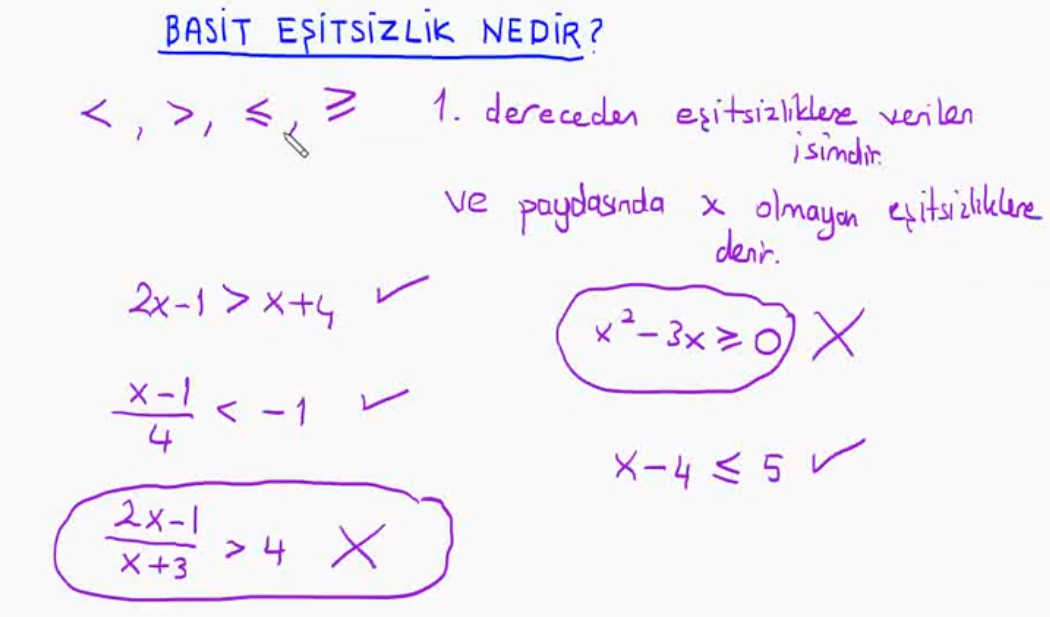 BASİT EŞİTSİZLİK NEDİR?
<, >, ≤, ≥ 1. dereceden eşitsizliklere verilen
isimdir.
ve paydasında x olmayan eşitsizliklere
denir.
2x-1 > x+4 ✓
x²-3x ≥ 0 X
x-1
4
< -1 ✓
x-4 ≤ 5 ✓
2x-1
x+3
> 4 X